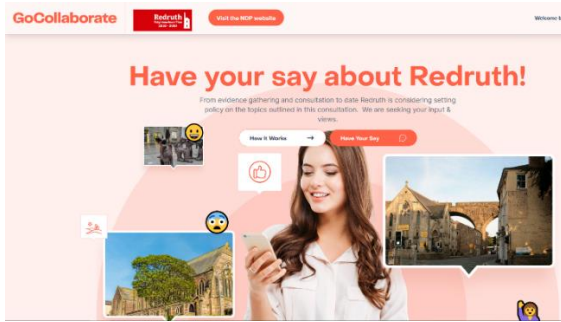 GoCollaborate
Redruth
Visit the NDP website
Welcome
Have your say about Redruth!
From evidence gathering and consultation to date Redruth is considering setting
policy on the topics outlined in this consultation. We are seeking your input &
views.
How It Works
Have Your Say